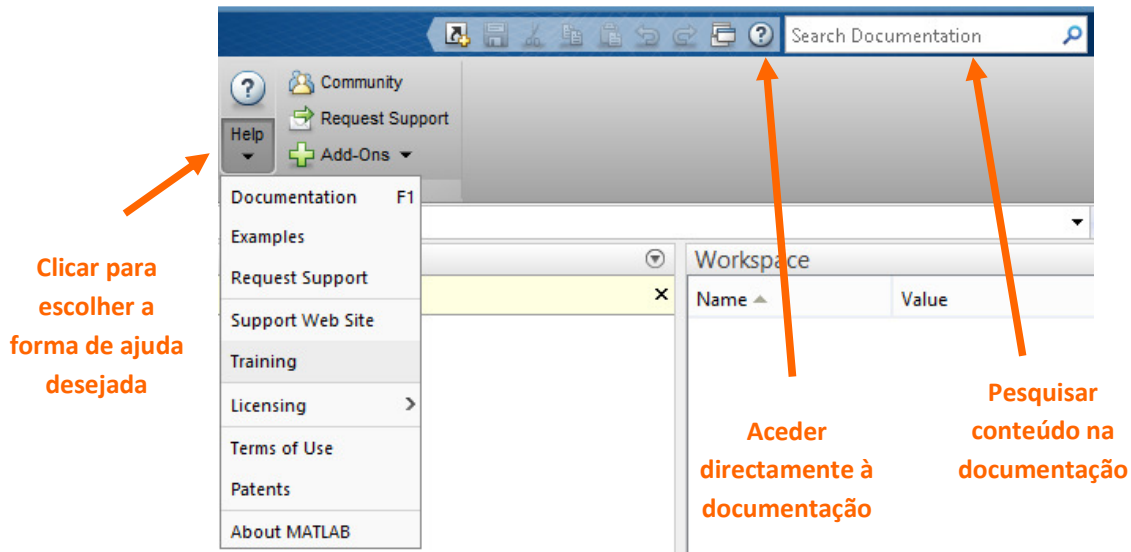 Search Documentation
Community
Request Support
Help
Add-Ons
Documentation F1
Examples
Request Support
Support Web Site
Training
Licensing
Terms of Use
Patents
About MATLAB
Workspace
Name Value
Clicar para
escolher a
forma de ajuda
desejada
Aceder
directamente à
documentação
Pesquisar
conteúdo na
documentação